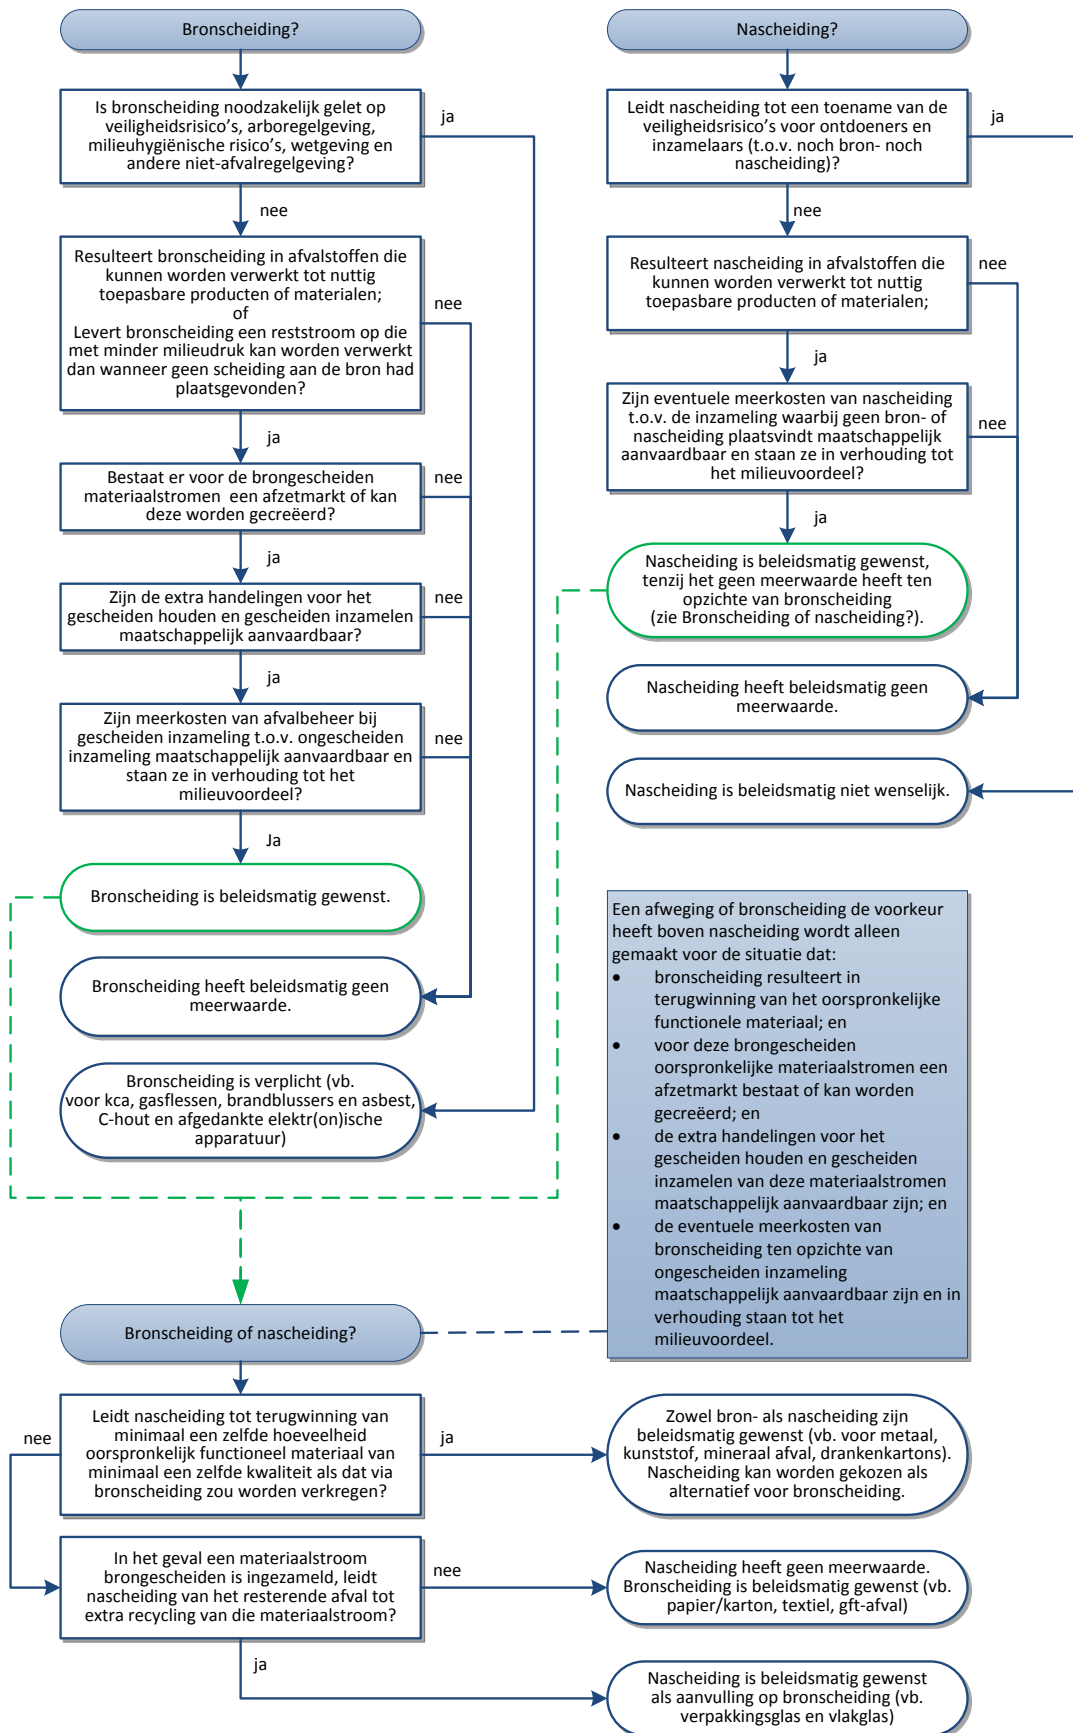 Bronscheiding?
Is bronscheiding noodzakelijk gelet op
veiligheidsrisico's, arboregelgeving,
milieuhygiënische risico's, wetgeving en
andere niet-afvalregelgeving?
ja
nee
Resulteert bronscheiding in afvalstoffen die
kunnen worden verwerkt tot nuttig
toepasbare producten of materialen;
of
Levert bronscheiding een reststroom op die
met minder milieudruk kan worden verwerkt
dan wanneer geen scheiding aan de bron had
plaatsgevonden?
nee
ja
Bestaat er voor de brongescheiden
materiaalstromen een afzetmarkt of kan
deze worden gecreëerd?
nee
ja
Zijn de extra handelingen voor het
gescheiden houden en gescheiden inzamelen
maatschappelijk aanvaardbaar?
nee
ja
Zijn meerkosten van afvalbeheer bij
gescheiden inzameling t.o.v. ongescheiden
inzameling maatschappelijk aanvaardbaar en
staan ze in verhouding tot het
milieuvoordeel?
nee
Ja
Bronscheiding is beleidsmatig gewenst.
Bronscheiding heeft beleidsmatig geen
meerwaarde.
Bronscheiding is verplicht (vb.
voor kca, gasflessen, brandblussers en asbest,
C-hout en afgedankte elektr(on)ische
apparatuur)
Nascheiding?
Leidt nascheiding tot een toename van de
veiligheidsrisico's voor ontdoeners en
inzamelaars (t.o.v. noch bron- noch
nascheiding)?
ja
nee
Resulteert nascheiding in afvalstoffen die
kunnen worden verwerkt tot nuttig
toepasbare producten of materialen;
nee
ja
Zijn eventuele meerkosten van nascheiding
t.o.v. de inzameling waarbij geen bron- of
nascheiding plaatsvindt maatschappelijk
aanvaardbaar en staan ze in verhouding tot
het milieuvoordeel?
nee
ja
Nascheiding is beleidsmatig gewenst,
tenzij het geen meerwaarde heeft ten
opzichte van bronscheiding
(zie Bronscheiding of nascheiding?).
Nascheiding heeft beleidsmatig geen
meerwaarde.
Nascheiding is beleidsmatig niet wenselijk.
Een afweging of bronscheiding de voorkeur
heeft boven nascheiding wordt alleen
gemaakt voor de situatie dat:
• bronscheiding resulteert in
terugwinning van het oorspronkelijke
functionele materiaal; en
• voor deze brongescheiden
oorspronkelijke materiaalstromen een
afzetmarkt bestaat of kan worden
gecreëerd; en
• de extra handelingen voor het
gescheiden houden en gescheiden
inzamelen van deze materiaalstromen
maatschappelijk aanvaardbaar zijn; en
• de eventuele meerkosten van
bronscheiding ten opzichte van
ongescheiden inzameling
maatschappelijk aanvaardbaar zijn en in
verhouding staan tot het
milieuvoordeel.
Bronscheiding of nascheiding?
Leidt nascheiding tot terugwinning van
minimaal een zelfde hoeveelheid
oorspronkelijk functioneel materiaal van
minimaal een zelfde kwaliteit als dat via
bronscheiding zou worden verkregen?
nee
ja
Zowel bron- als nascheiding zijn
beleidsmatig gewenst (vb. voor metaal,
kunststof, mineraal afval, drankenkartons).
Nascheiding kan worden gekozen als
alternatief voor bronscheiding.
In het geval een materiaalstroom
brongescheiden is ingezameld, leidt
nascheiding van het resterende afval tot
extra recycling van die materiaalstroom?
nee
Nascheiding heeft geen meerwaarde.
Bronscheiding is beleidsmatig gewenst (vb.
papier/karton, textiel, gft-afval)
ja
Nascheiding is beleidsmatig gewenst
als aanvulling op bronscheiding (vb.
verpakkingsglas en vlakglas)